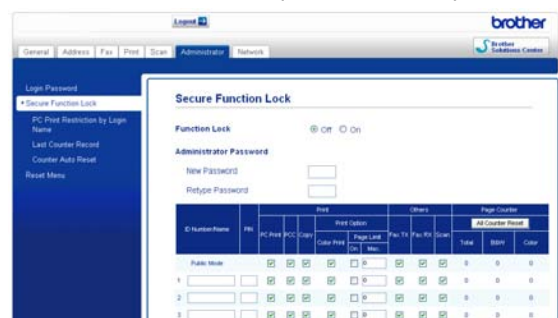 Logout
brother
General Address Fax Print Scan Administrator Network
Brother Solutions Center
Login Password
Secure Function Lock
PC Print Restriction by Login Name
Last Counter Record
Counter Auto Reset
Reset Menu
Secure Function Lock
Function Lock Off On
Administrator Password
New Password
Retype Password
Print Others Page Counter
ID Number/Name PIN PC Print PCC Copy Print Option Fax TX Fax RX Scan All Counter Reset
Color Print Page Limit Total B&W Color
On Max.
Public Mode 0 0 0 0
1 0 0 0 0
2 0 0 0 0
3 0 0 0 0